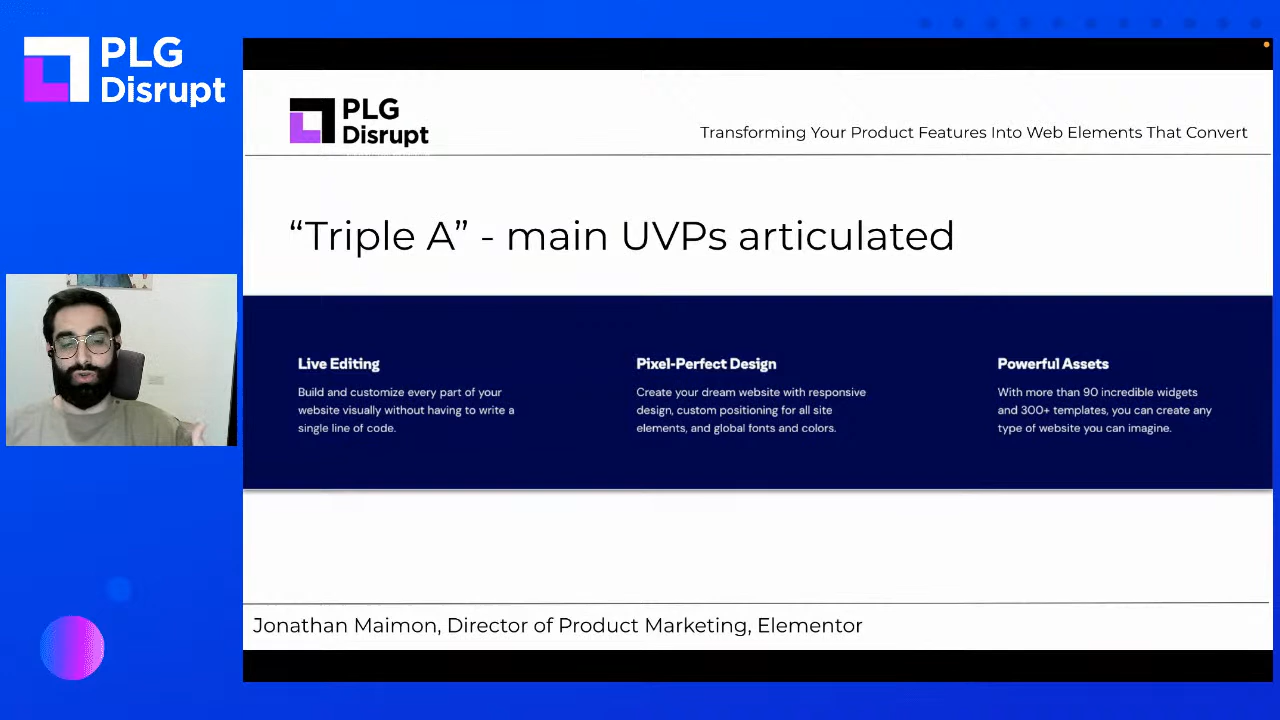 PLG
Disrupt
PLG
Disrupt
Transforming Your Product Features Into Web Elements That Convert
“Triple A” - main UVPs articulated
Live Editing
Build and customize every part of your
website visually without having to write a
single line of code.
Pixel-Perfect Design
Create your dream website with responsive
design, custom positioning for all site
elements, and global fonts and colors.
Powerful Assets
With more than 90 incredible widgets
and 300+ templates, you can create any
type of website you can imagine.
Jonathan Maimon, Director of Product Marketing, Elementor